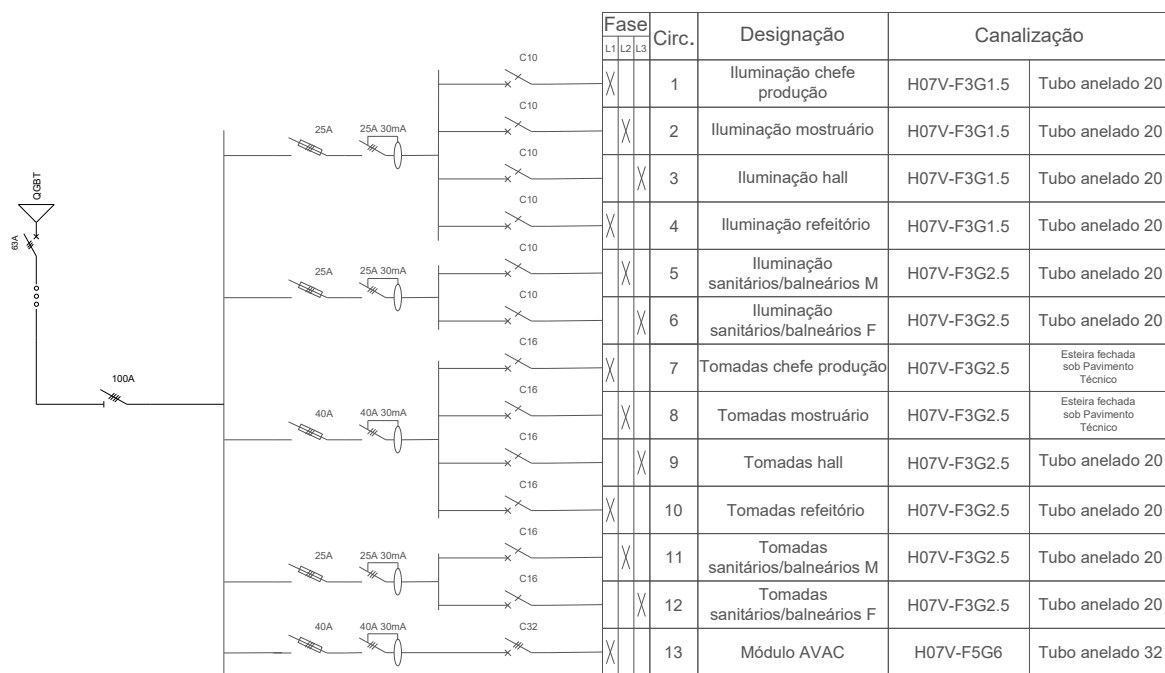 Fase
L1 L2 L3
Circ.
Designação
Canalização
C10
1
Iluminação chefe
produção
H07V-F3G1.5
Tubo anelado 20
C10
25A
25A 30mA
2
Iluminação mostruário
H07V-F3G1.5
Tubo anelado 20
C10
3
Iluminação hall
H07V-F3G1.5
Tubo anelado 20
QGBT
C10
4
Iluminação refeitório
H07V-F3G1.5
Tubo anelado 20
63A
C10
25A
25A 30mA
5
Iluminação
sanitários/balneários M
H07V-F3G2.5
Tubo anelado 20
C10
6
Iluminação
sanitários/balneários F
H07V-F3G2.5
Tubo anelado 20
C16
7
Tomadas chefe produção
H07V-F3G2.5
Esteira fechada
sob Pavimento
Técnico
100A
C16
40A
40A 30mA
8
Tomadas mostruário
H07V-F3G2.5
Esteira fechada
sob Pavimento
Técnico
C16
9
Tomadas hall
H07V-F3G2.5
Tubo anelado 20
C16
10
Tomadas refeitório
H07V-F3G2.5
Tubo anelado 20
C16
25A
25A 30mA
11
Tomadas
sanitários/balneários M
H07V-F3G2.5
Tubo anelado 20
C16
12
Tomadas
sanitários/balneários F
H07V-F3G2.5
Tubo anelado 20
40A
40A 30mA
C32
13
Módulo AVAC
H07V-F5G6
Tubo anelado 32